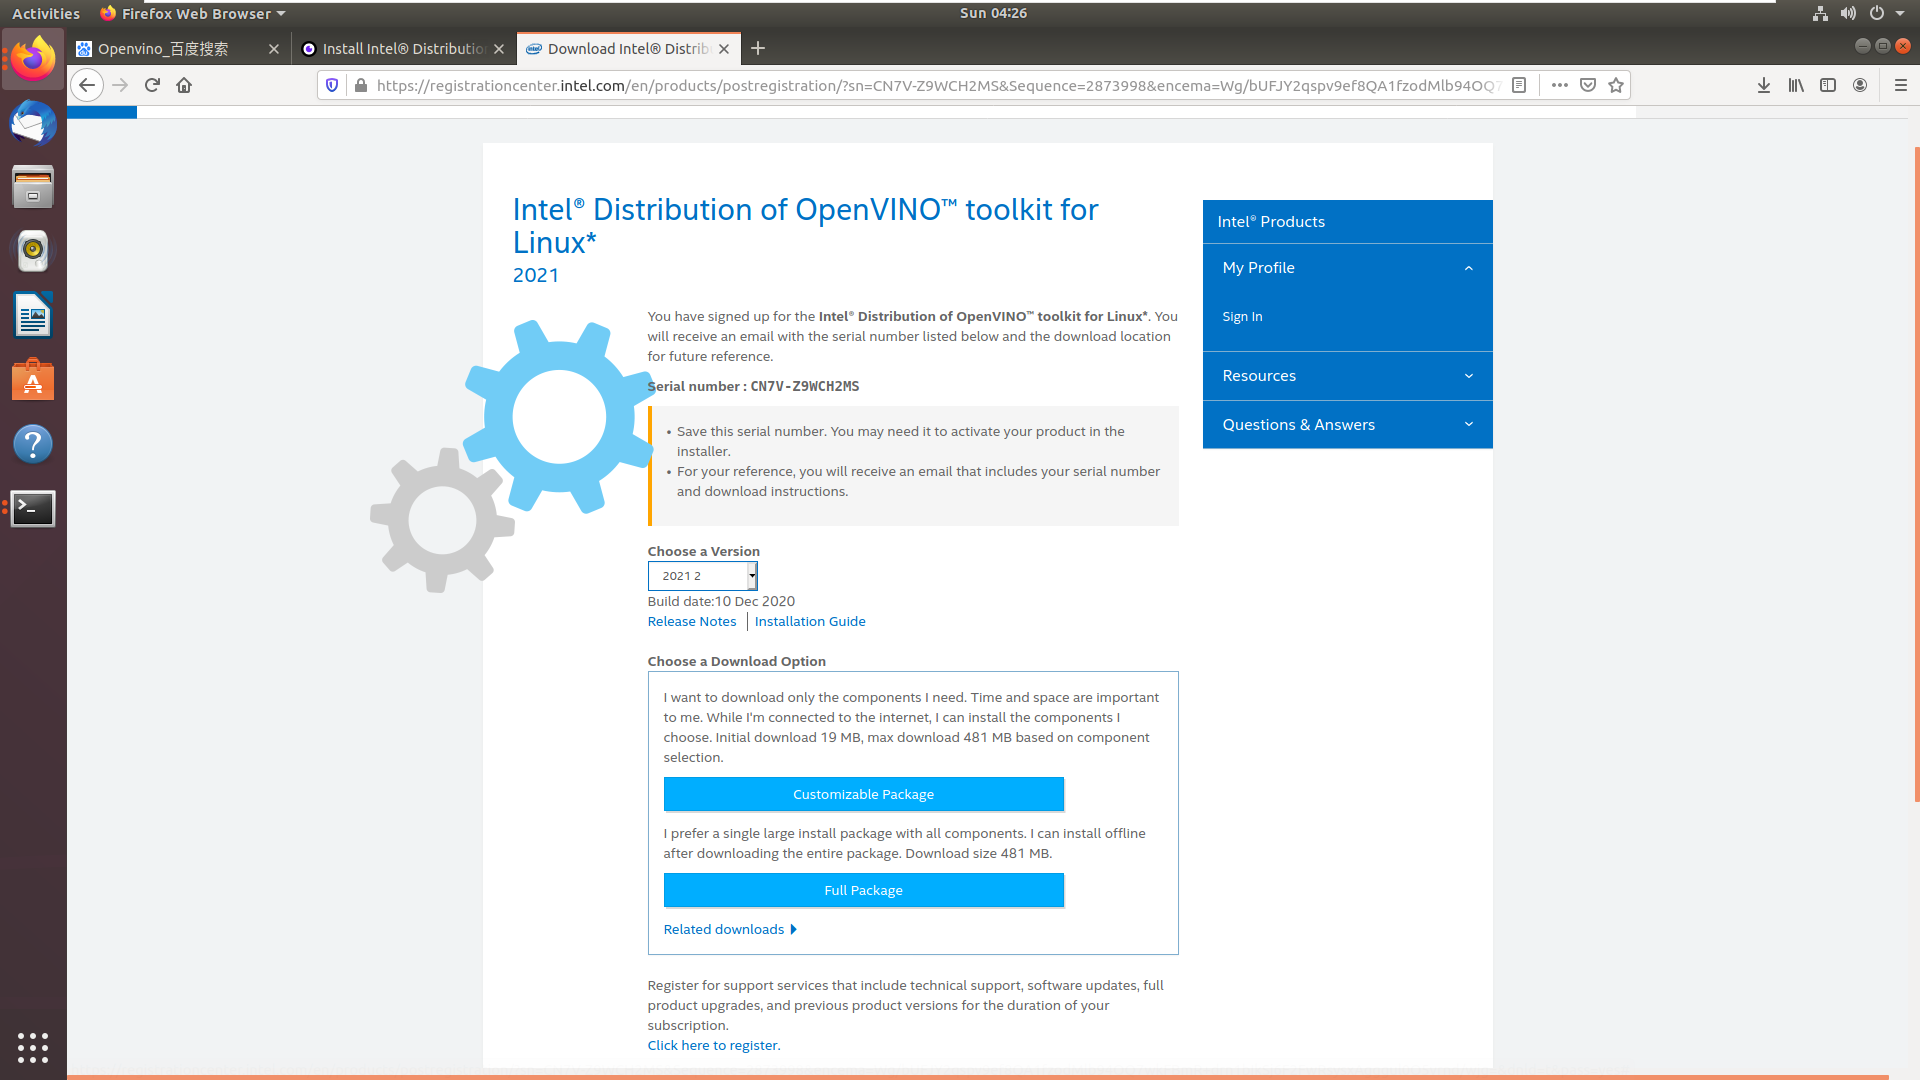 Activities
Firefox Web Browser
Sun 04:26
Openvino_百度搜索
Install Intel® Distributio
Download Intel® Distrib
https://registrationcenter.intel.com/en/products/postregistration/?sn=CN7V-Z9WCH2MS&Sequence=2873998&encema=Wg/bUFJY2qspv9ef8QA1fzodMlb94OQ7
Intel® Distribution of OpenVINO™ toolkit for
Linux*
2021
You have signed up for the Intel® Distribution of OpenVINO™ toolkit for Linux*. You
will receive an email with the serial number listed below and the download location
for future reference.
Serial number : CN7V-Z9WCH2MS
• Save this serial number. You may need it to activate your product in the
installer.
• For your reference, you will receive an email that includes your serial number
and download instructions.
Choose a Version
2021 2
Build date:10 Dec 2020
Release Notes
Installation Guide
Choose a Download Option
I want to download only the components I need. Time and space are important
to me. While I'm connected to the internet, I can install the components I
choose. Initial download 19 MB, max download 481 MB based on component
selection.
Customizable Package
I prefer a single large install package with all components. I can install offline
after downloading the entire package. Download size 481 MB.
Full Package
Related downloads
Register for support services that include technical support, software updates, full
product upgrades, and previous product versions for the duration of your
subscription.
Click here to register.
Intel® Products
My Profile
Sign In
Resources
Questions & Answers